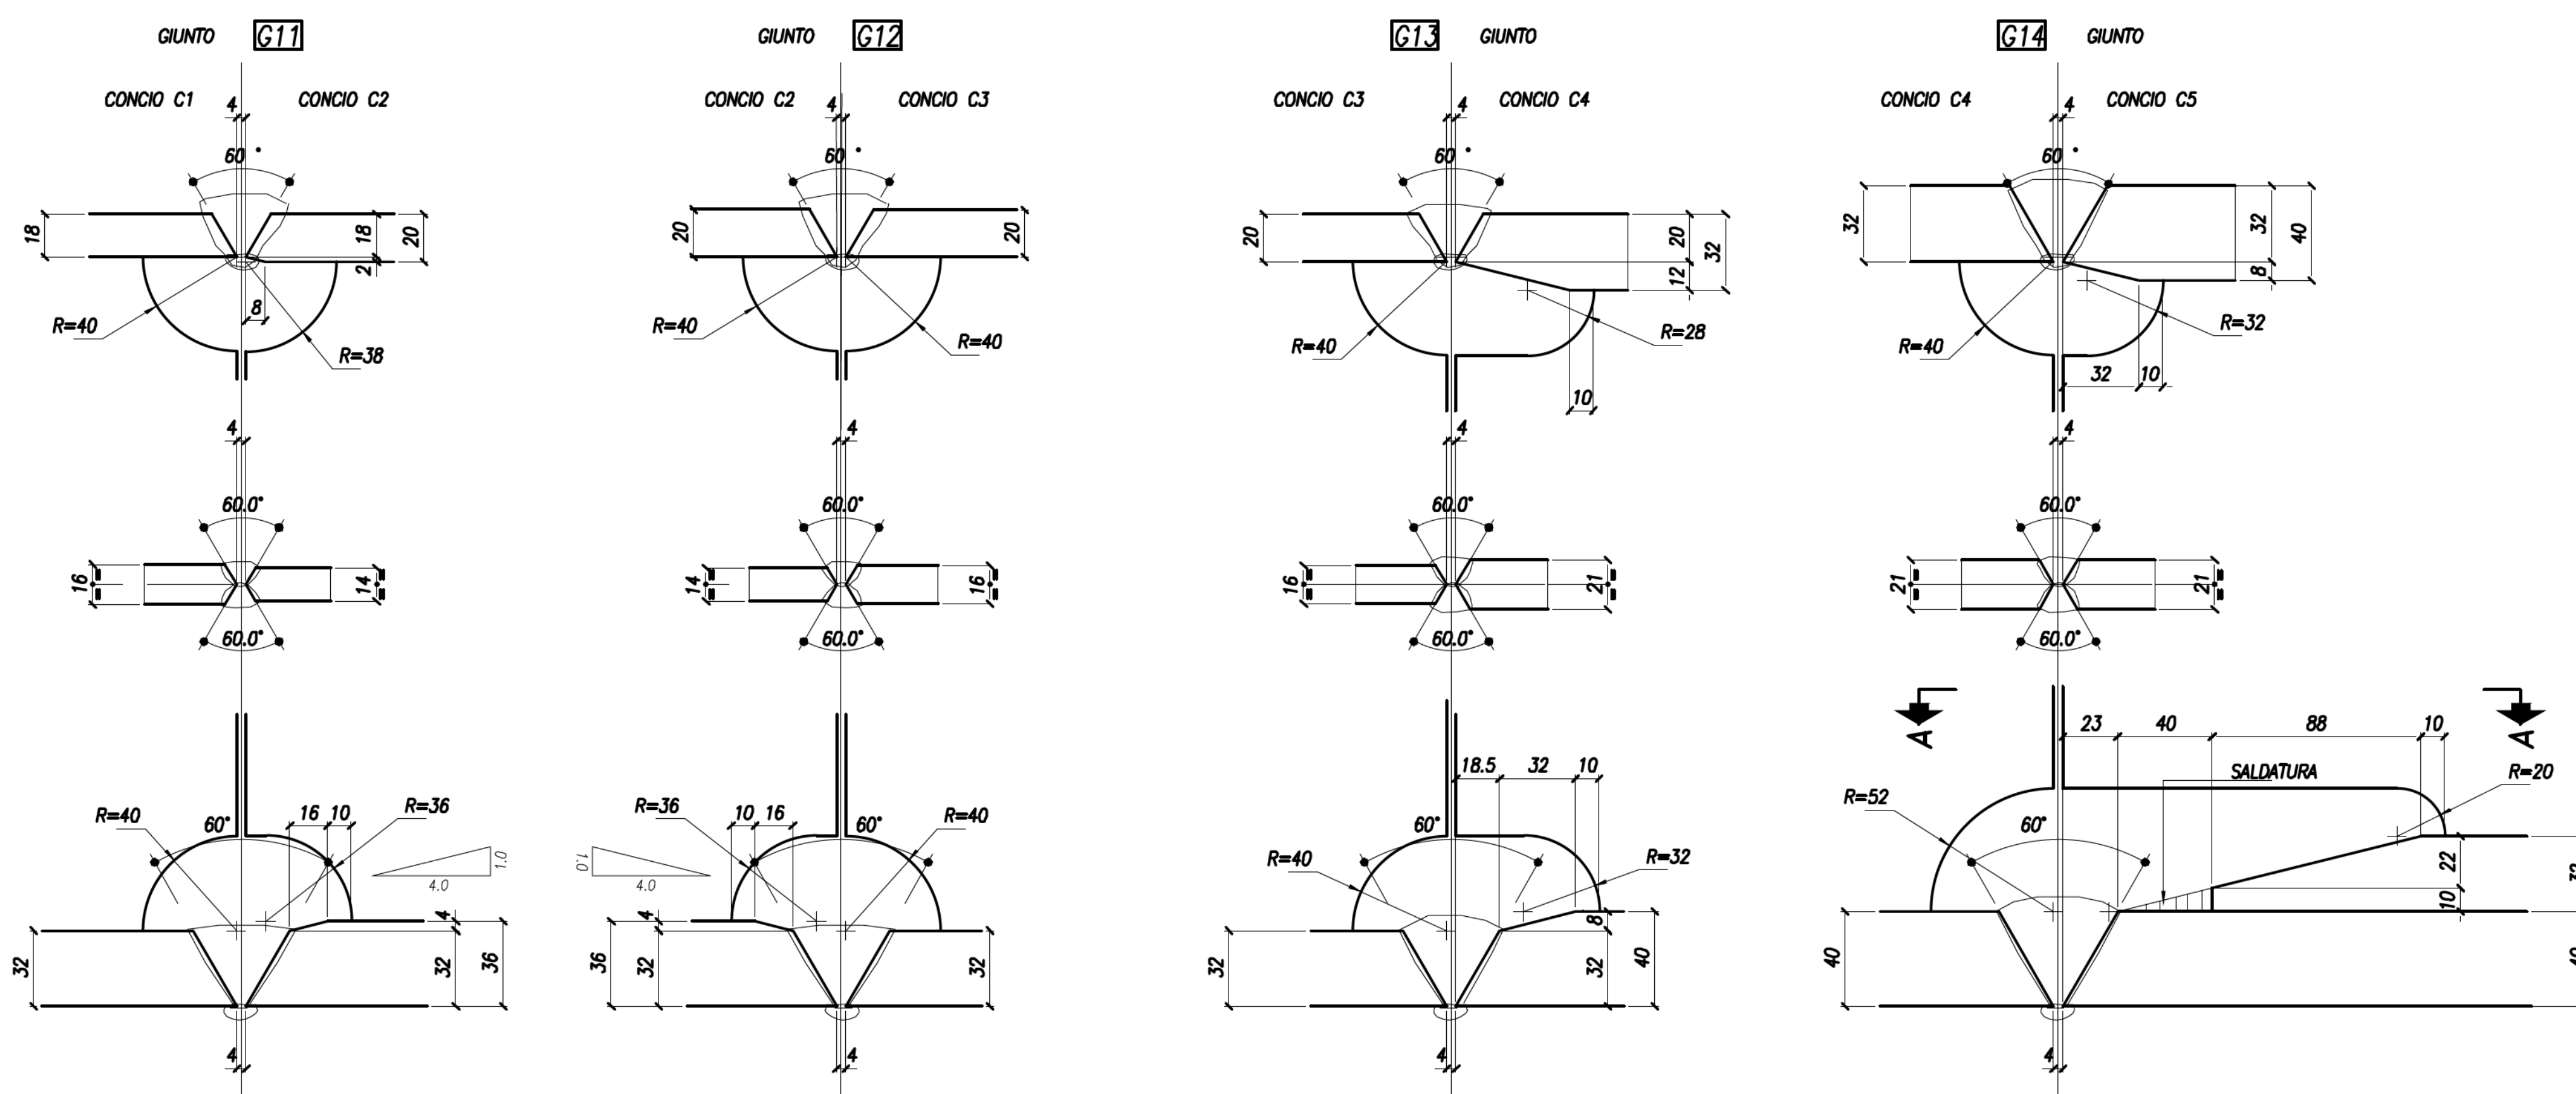 GIUNTO G11
CONCIO C1 4 CONCIO C2
60 °
18 18 20
2
8
R=40
R=38
4
60.0°
16 = = 14 = =
60.0°
R=40 60° 16 10 R=36
1.0
4.0
4
32 32 36
4
GIUNTO G12
CONCIO C2 4 CONCIO C3
60 °
20 20
R=40 R=40
4
60.0°
14 = = 16 = =
60.0°
R=36 10 16 60° R=40
1.0
4.0
4
36 32 32
4
G13 GIUNTO
CONCIO C3 4 CONCIO C4
60 °
20 20 32
12
R=40 R=28
10
4
60.0°
16 = = 21 = =
60.0°
18.5 32 10
60°
R=40 R=32
8
32 32 40
4
G14 GIUNTO
CONCIO C4 4 CONCIO C5
60 °
32 32 40
8
R=40 R=32
32 10
4
60.0°
21 = = 21 = =
60.0°
A A
23 40 88 10
SALDATURA R=20
R=52
60°
22
10
40
4